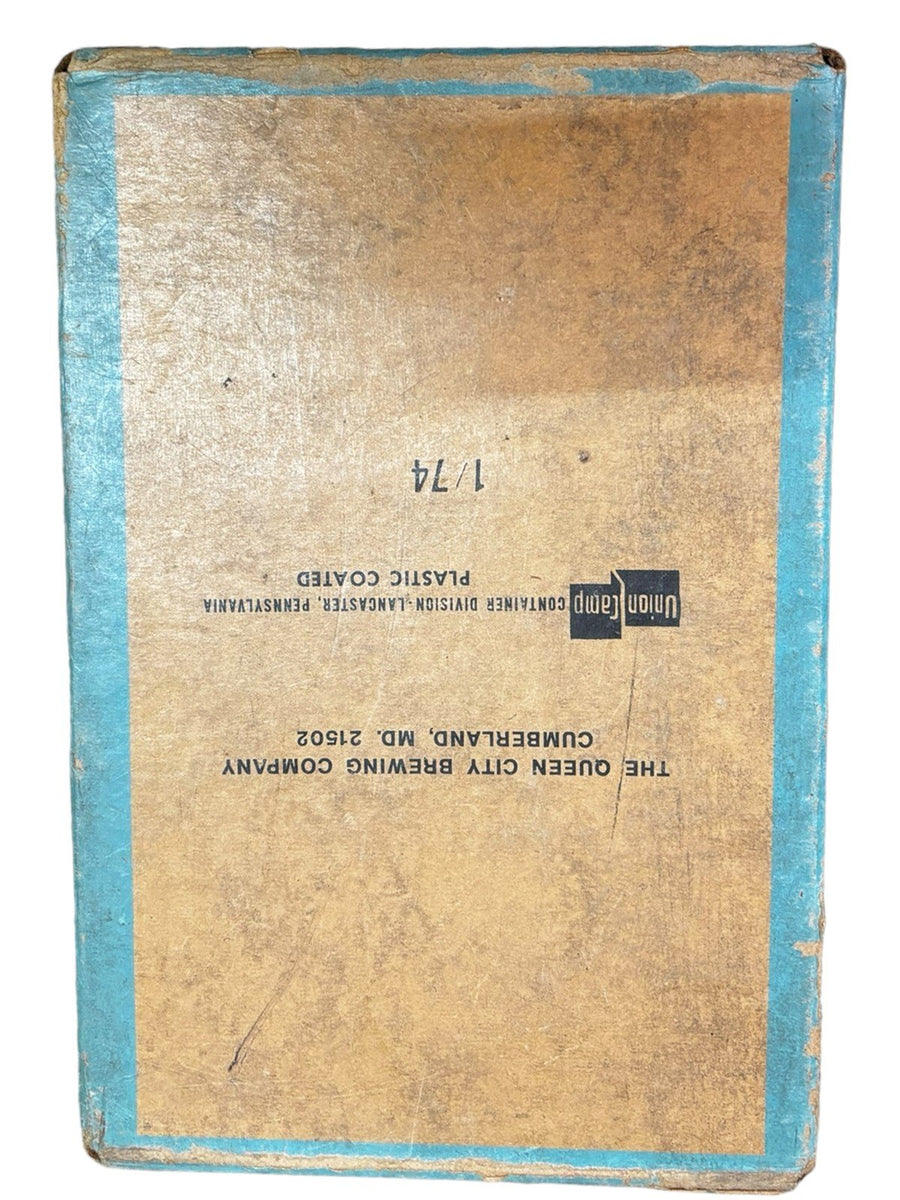 THE QUEEN CITY BREWING COMPANY
CUMBERLAND, MD. 21502
Union Camp CONTAINER DIVISION-LANCASTER, PENNSYLVANIA
PLASTIC COATED
1/74